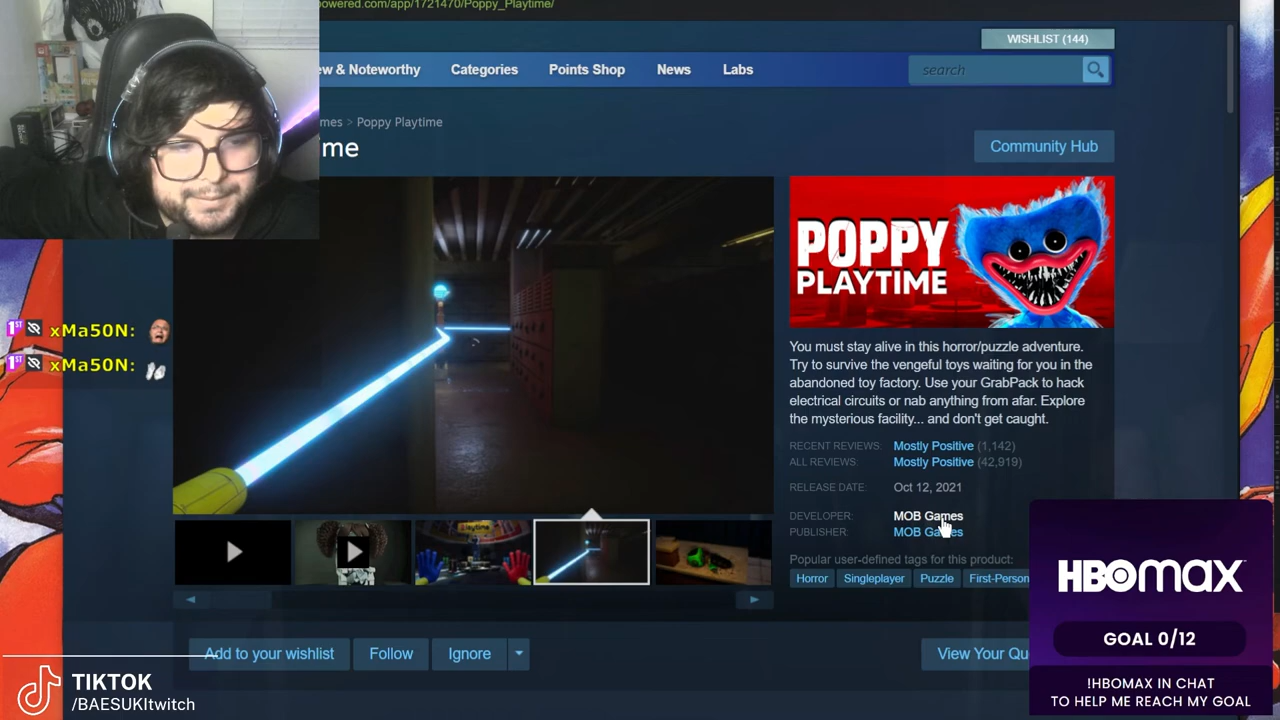 owered.com/app/1721470/Poppy_Playtime/
WISHLIST (144)
ew & Noteworthy
Categories
Points Shop
News
Labs
search
mes > Poppy Playtime
me
Community Hub
POPPY
PLAYTIME
You must stay alive in this horror/puzzle adventure.
Try to survive the vengeful toys waiting for you in the
abandoned toy factory. Use your GrabPack to hack
electrical circuits or nab anything from afar. Explore
the mysterious facility... and don't get caught.
RECENT REVIEWS: Mostly Positive (1,142)
ALL REVIEWS: Mostly Positive (42,919)
RELEASE DATE: Oct 12, 2021
DEVELOPER: MOB Games
PUBLISHER: MOB Games
Popular user-defined tags for this product:
Horror
Singleplayer
Puzzle
First-Person
1ST xMa50N:
1ST xMa50N:
Playtime
Add to your wishlist
Follow
Ignore
View Your Qu
HBOmax
GOAL 0/12
!HBOMAX IN CHAT
TO HELP ME REACH MY GOAL
TIKTOK
/BAESUKItwitch